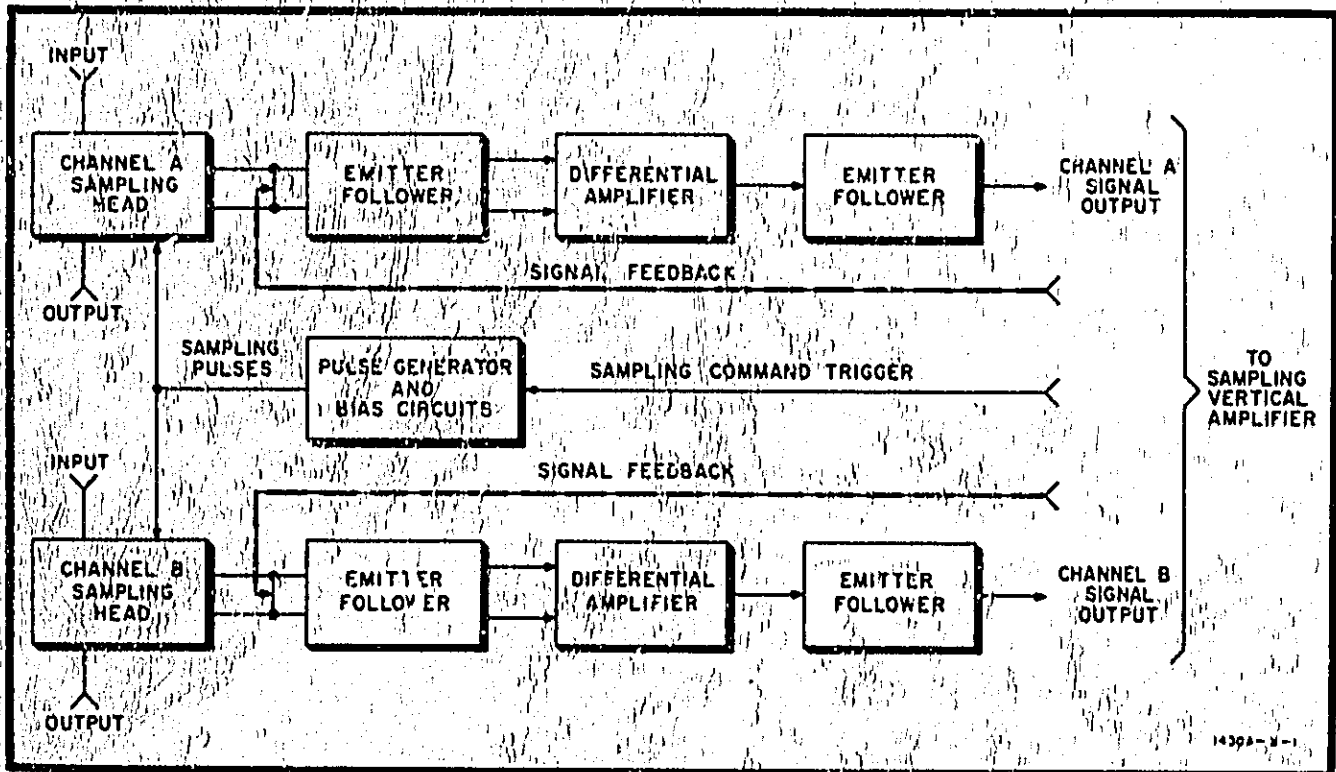 INPUT
CHANNEL A
SAMPLING
HEAD
OUTPUT
EMITTER
FOLLOWER
DIFFERENTIAL
AMPLIFIER
EMITTER
FOLLOWER
CHANNEL A
SIGNAL
OUTPUT
SIGNAL FEEDBACK
SAMPLING
PULSES
PULSE GENERATOR
AND
BIAS CIRCUITS
SAMPLING COMMAND TRIGGER
TO
SAMPLING
VERTICAL
AMPLIFIER
SIGNAL FEEDBACK
INPUT
CHANNEL B
SAMPLING
HEAD
OUTPUT
EMITTER
FOLLOWER
DIFFERENTIAL
AMPLIFIER
EMITTER
FOLLOWER
CHANNEL B
SIGNAL
OUTPUT